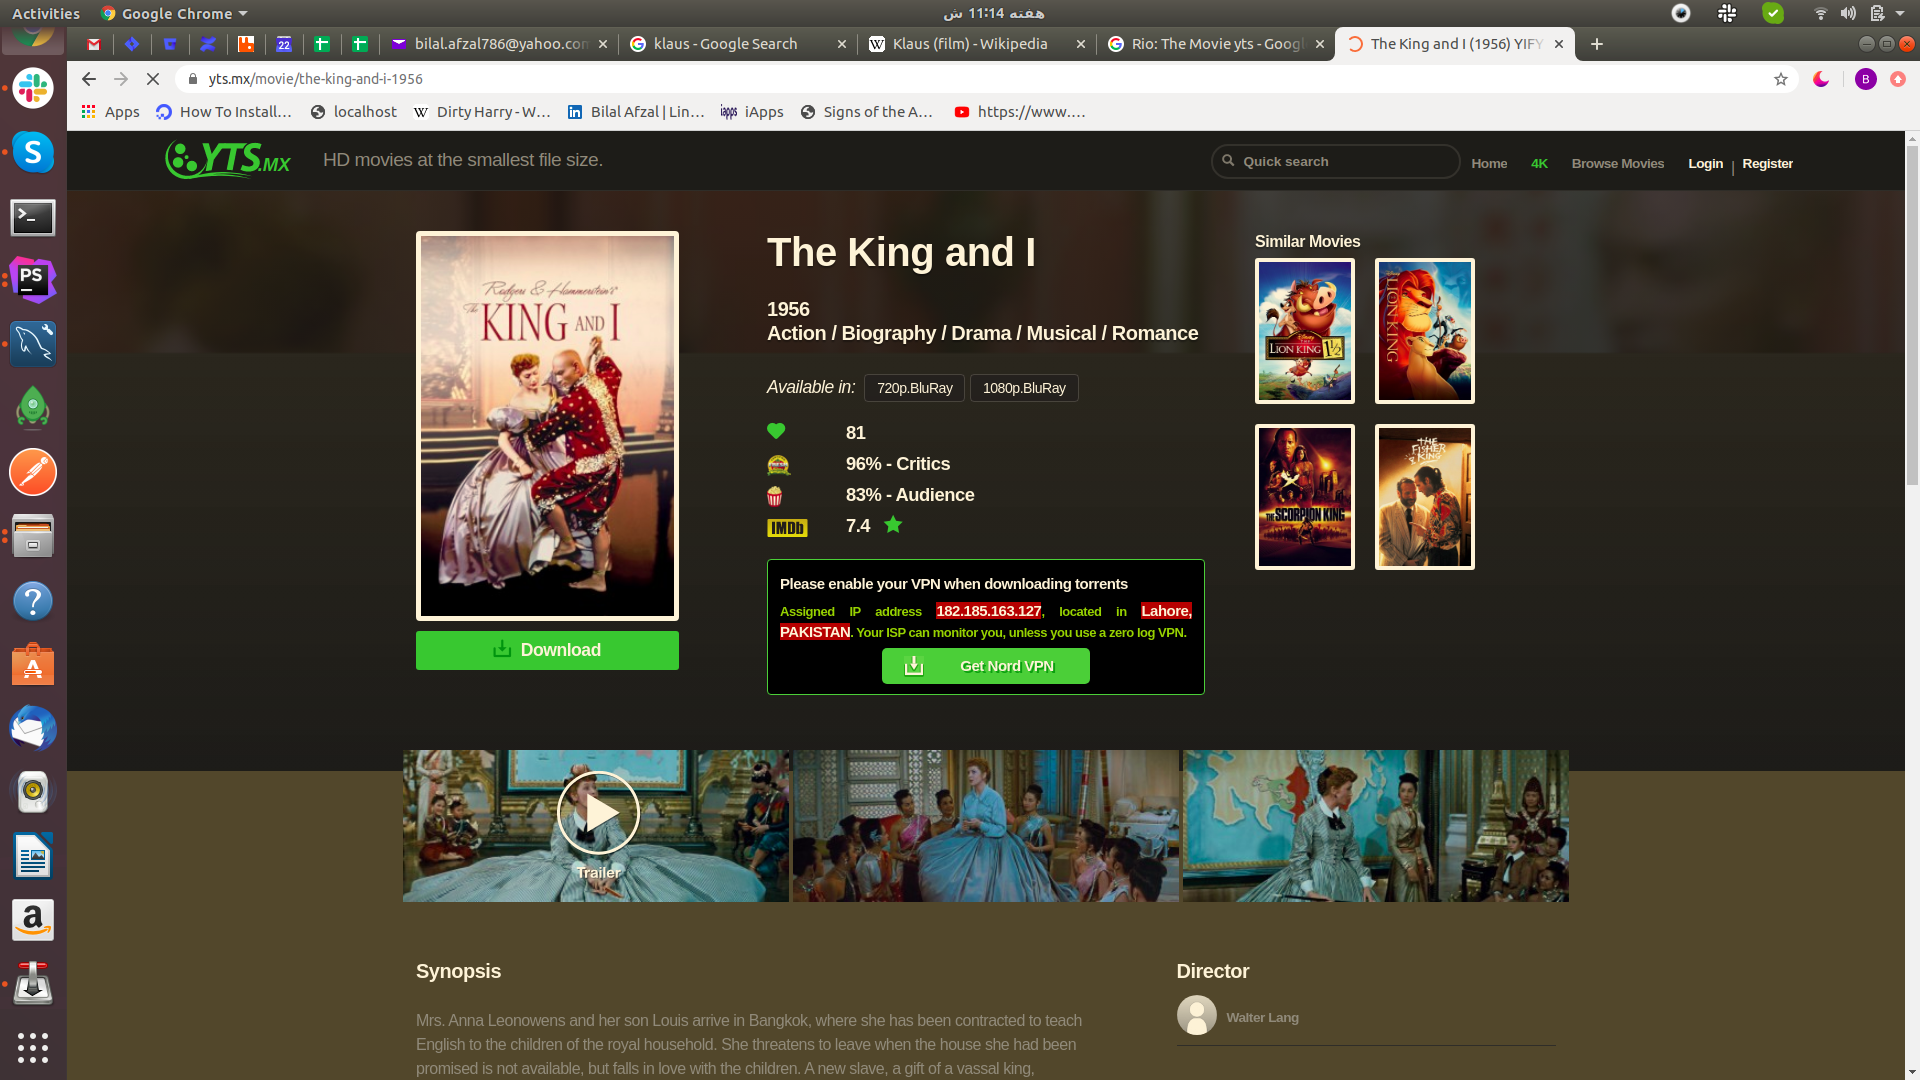 Activities
Google Chrome
هفته 11:14 ش
22
bilal.afzal786@yahoo.con
klaus - Google Search
Klaus (film) - Wikipedia
Rio: The Movie yts - Googl
The King and I (1956) YIFY
yts.mx/movie/the-king-and-i-1956
B
Apps
How To Install...
localhost
Dirty Harry - W...
Bilal Afzal | Lin...
iApps
Signs of the A...
https://www....
YTS.MX
HD movies at the smallest file size.
Quick search
Home
4K
Browse Movies
Login | Register
Rodgers & Hammerstein's
The KING AND I
Download
The King and I
1956
Action / Biography / Drama / Musical / Romance
Available in: 720p.BluRay 1080p.BluRay
81
96% - Critics
83% - Audience
IMDb 7.4
Please enable your VPN when downloading torrents
Assigned IP address 182.185.163.127, located in Lahore,
PAKISTAN. Your ISP can monitor you, unless you use a zero log VPN.
Get Nord VPN
Similar Movies
LION KING 1½
LION KING
THE SCORPION KING
THE FISHER KING
Trailer
Synopsis
Mrs. Anna Leonowens and her son Louis arrive in Bangkok, where she has been contracted to teach
English to the children of the royal household. She threatens to leave when the house she had been
promised is not available, but falls in love with the children. A new slave, a gift of a vassal king,
Director
Walter Lang